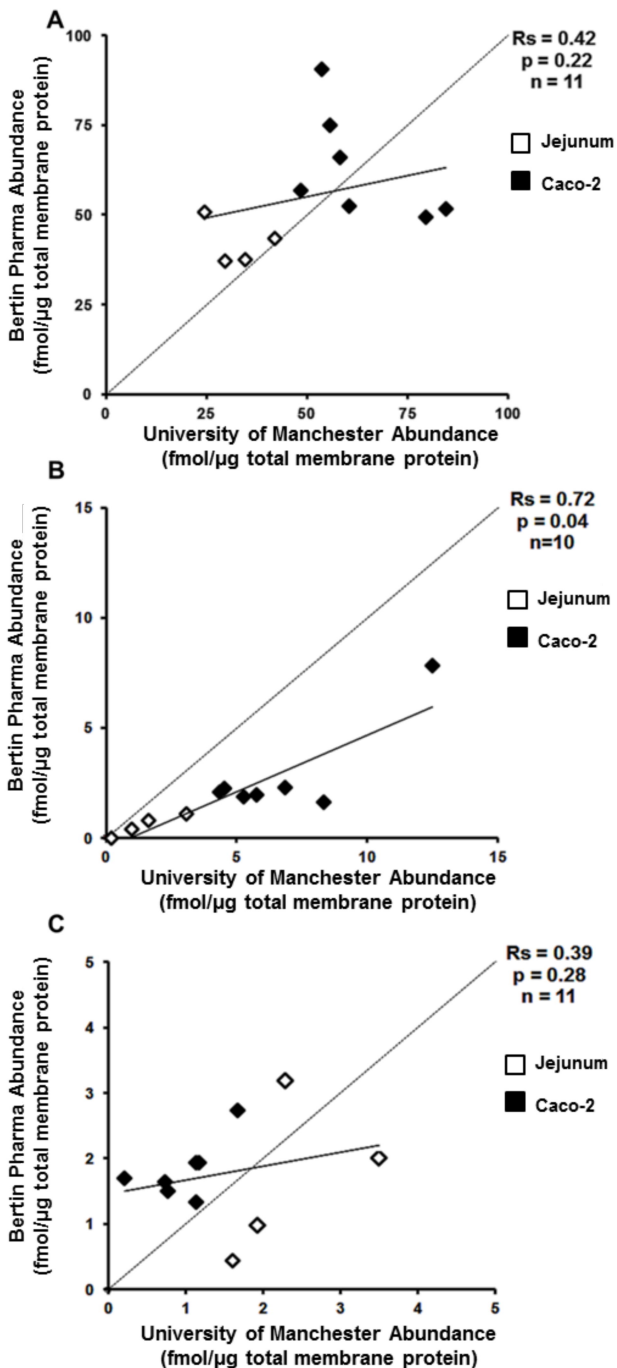 A
Rs = 0.42
p = 0.22
n = 11
Jejunum
Caco-2
Bertin Pharma Abundance
(fmol/µg total membrane protein)
100
75
50
25
0
0
25
50
75
100
University of Manchester Abundance
(fmol/µg total membrane protein)
B
Rs = 0.72
p = 0.04
n=10
Jejunum
Caco-2
Bertin Pharma Abundance
(fmol/µg total membrane protein)
15
10
5
0
0
5
10
15
University of Manchester Abundance
(fmol/µg total membrane protein)
C
Rs = 0.39
p = 0.28
n = 11
Jejunum
Caco-2
Bertin Pharma Abundance
(fmol/µg total membrane protein)
5
4
3
2
1
0
0
1
2
3
4
5
University of Manchester Abundance
(fmol/µg total membrane protein)